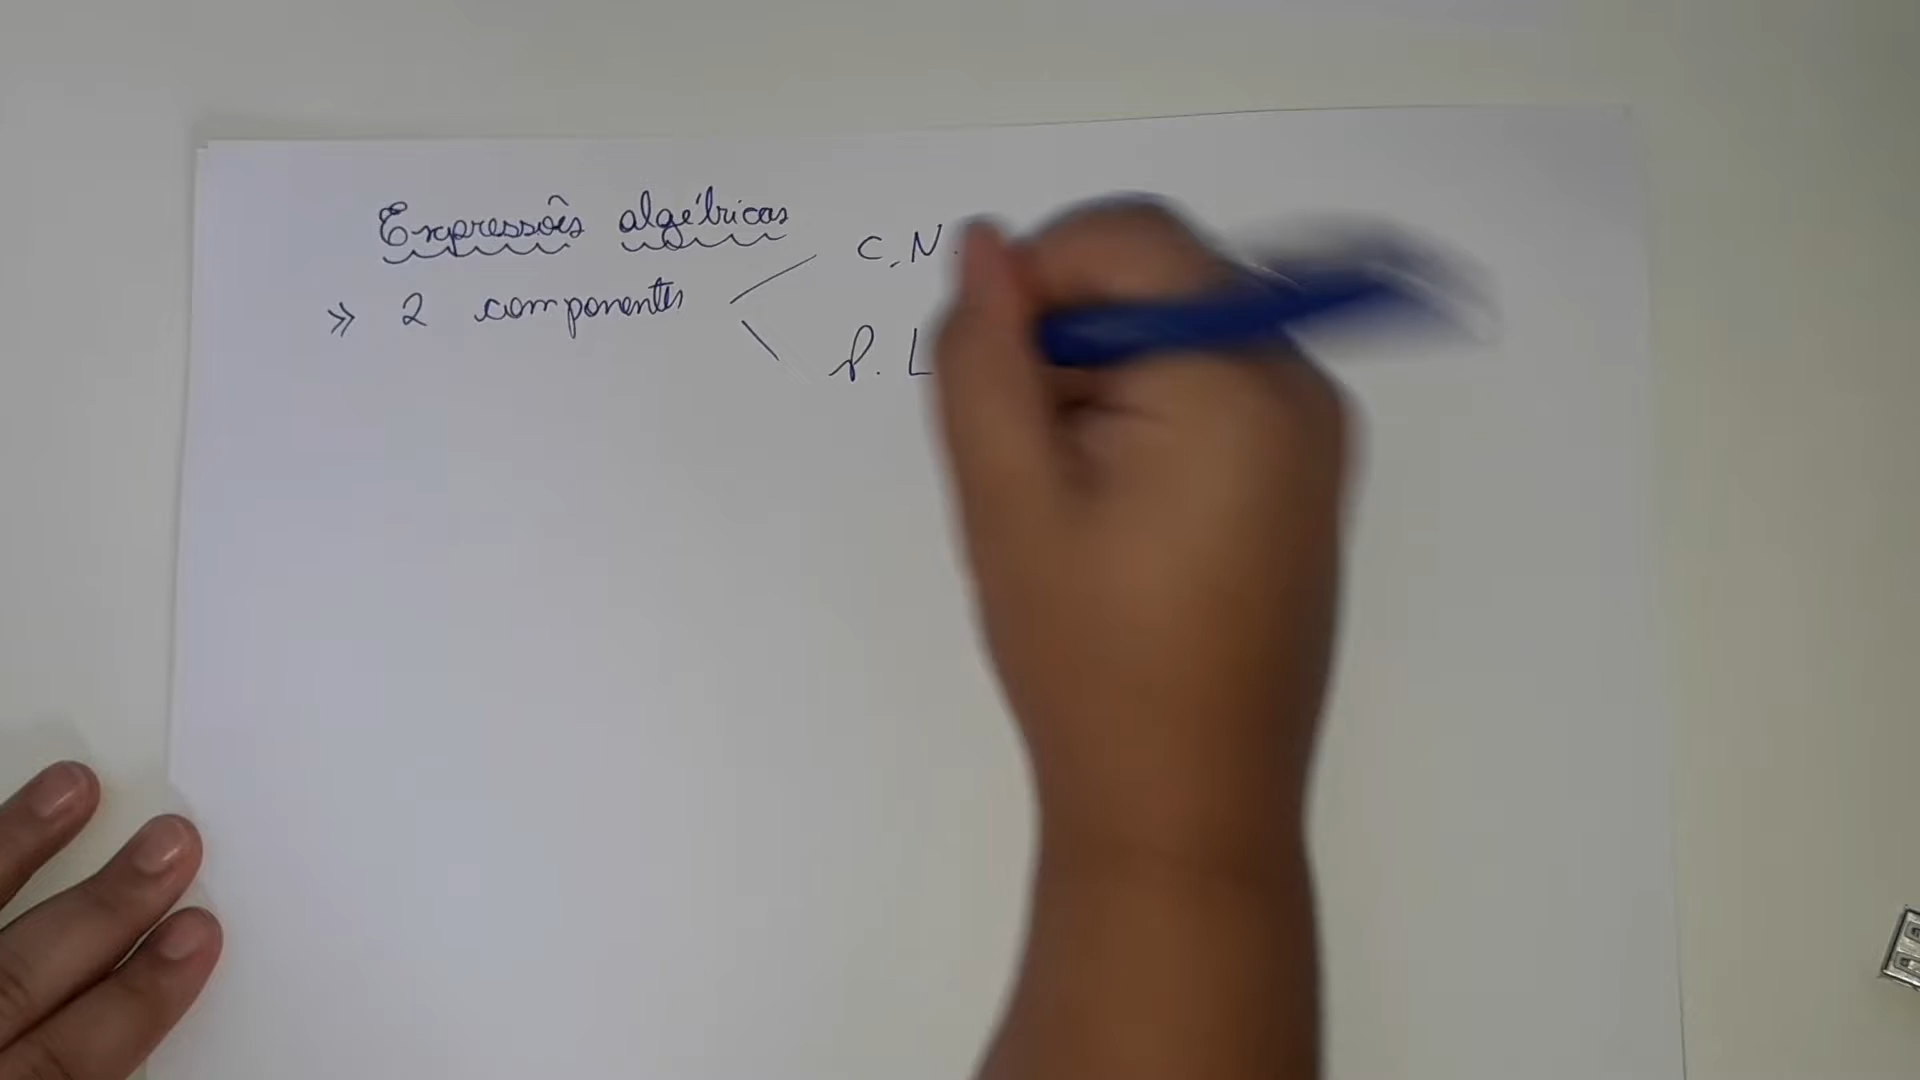 Expressões algébricas
C.N.
» 2 componentes
P. L